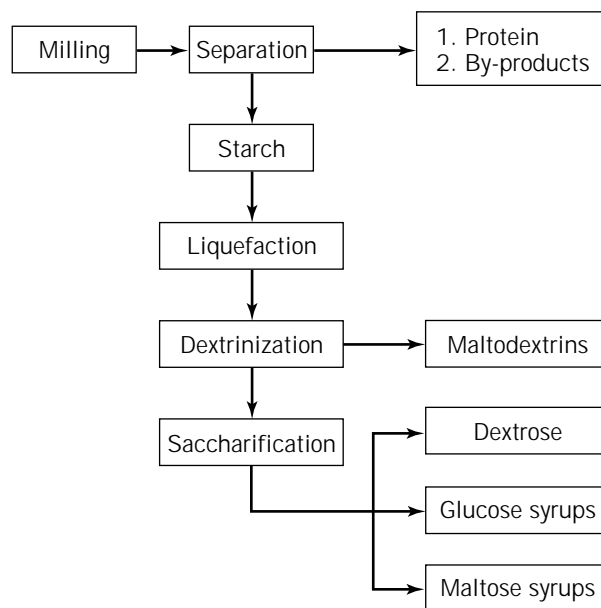 Milling
Separation
1. Protein
2. By-products
Starch
Liquefaction
Dextrinization
Maltodextrins
Saccharification
Dextrose
Glucose syrups
Maltose syrups